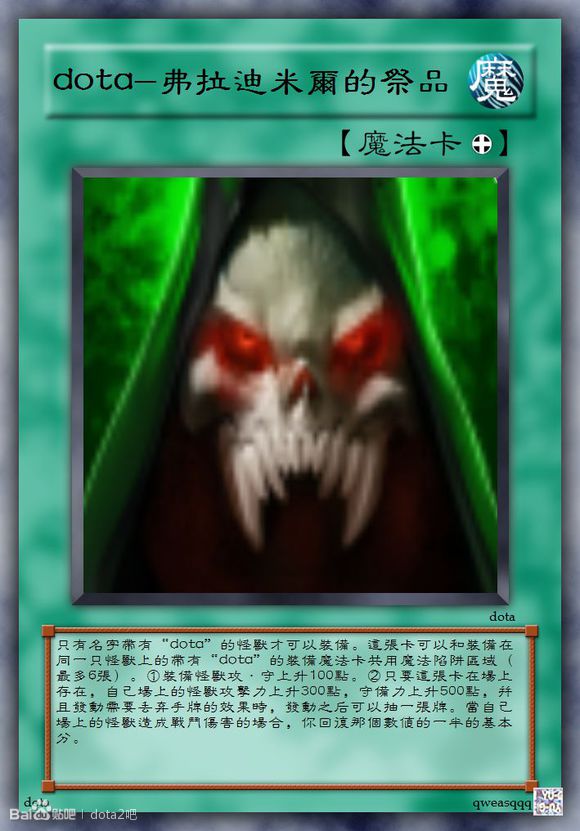 dota-弗拉迪米爾的祭品 魔
【魔法卡】
dota
只有名字帶有“dota”的怪獸才可以裝備。這張卡可以和裝備在
同一只怪獸上的帶有“dota”的裝備魔法卡共用魔法陷阱區域（
最多6張）。①裝備怪獸攻·守上升100點。②只要這張卡在場上
存在，自己場上的怪獸攻擊力上升300點，守備力上升500點，并
且發動需要去弃手牌的效果時，發動之后可以抽一張牌。當自己
場上的怪獸造成戰鬥傷害的場合，你回復那個數值的一半的基本
分。
dota qweasqqq
Bai 贴吧 | dota2吧